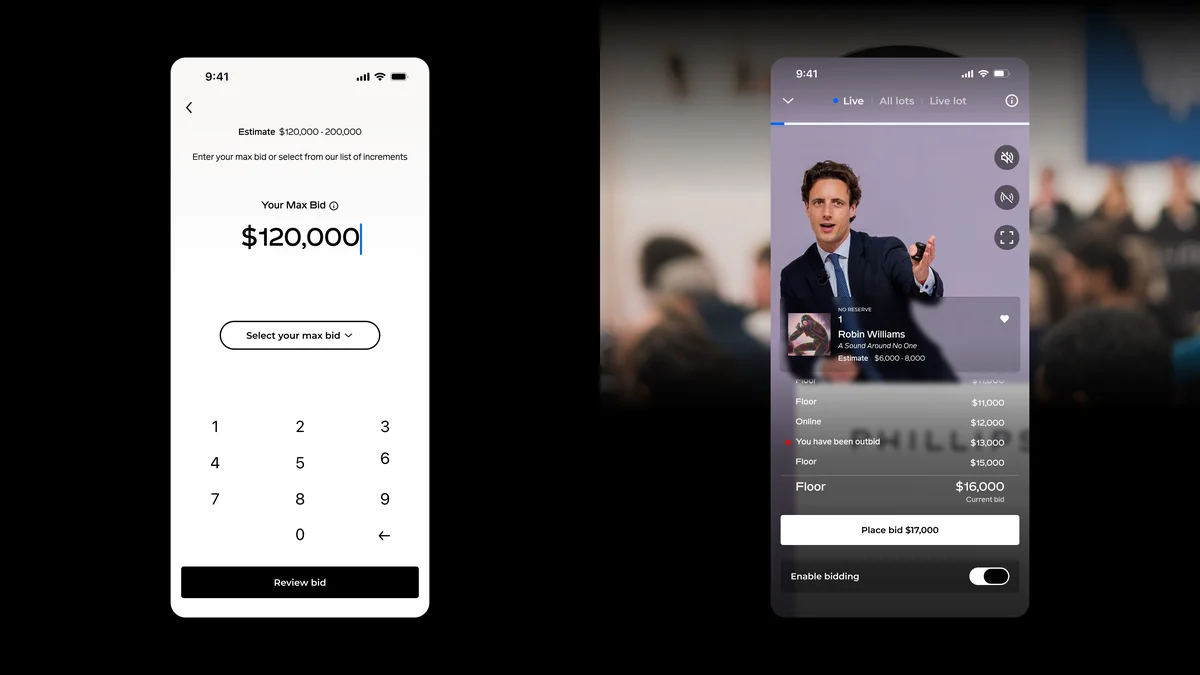 9:41
Estimate $120,000 - 200,000
Enter your max bid or select from our list of increments
Your Max Bid
$120,000
Select your max bid
1 2 3
4 5 6
7 8 9
0
Review bid
9:41
Live All lots Live lot
NO RESERVE
1
Robin Williams
A Sound Around No One
Estimate $6,000 - 8,000
Floor $11,000
Floor $11,000
Online $12,000
You have been outbid $13,000
Floor $15,000
Floor $16,000
Current bid
Place bid $17,000
Enable bidding
PHILLIPS